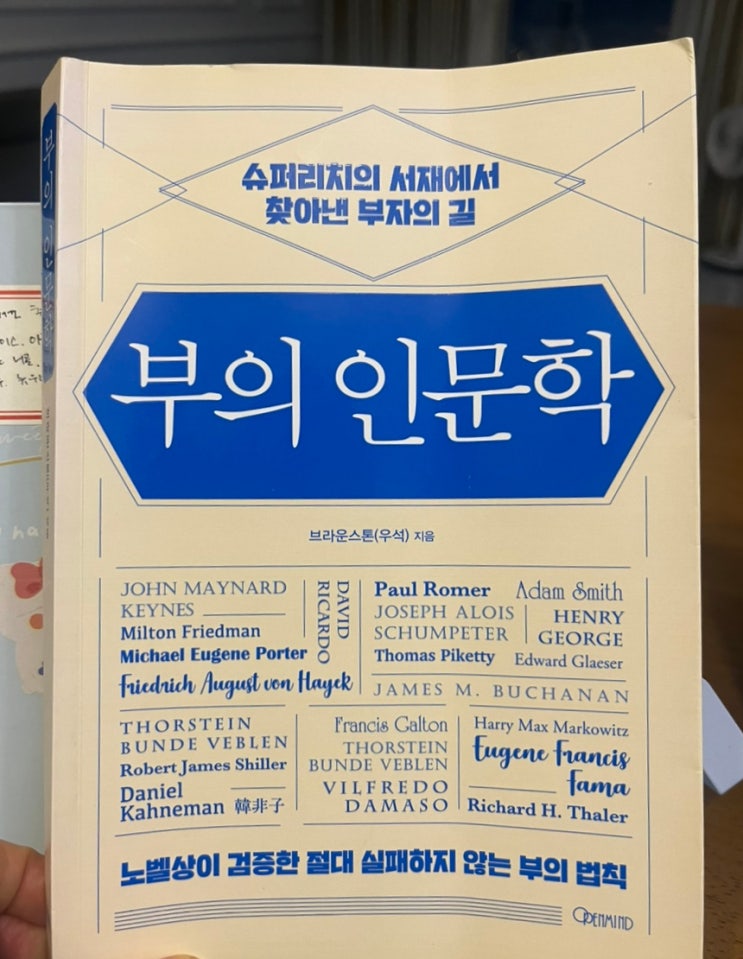 슈퍼리치의 서재에서
찾아낸 부자의 길
부의 인문학
부의 인문학
브라운스톤(우석) 지음
JOHN MAYNARD
KEYNES
Milton Friedman
Michael Eugene Porter
Friedrich August von Hayek
DAVID
RICARDO
Paul Romer
JOSEPH ALOIS
SCHUMPETER
Thomas Piketty
Adam Smith
HENRY
GEORGE
Edward Glaeser
JAMES M. BUCHANAN
THORSTEIN
BUNDE VEBLEN
Robert James Shiller
Daniel
Kahneman 韓非子
Francis Galton
THORSTEIN
BUNDE VEBLEN
VILFREDO
DAMASO
Harry Max Markowitz
Eugene Francis
Fama
Richard H. Thaler
노벨상이 검증한 절대 실패하지 않는 부의 법칙
OPENMIND